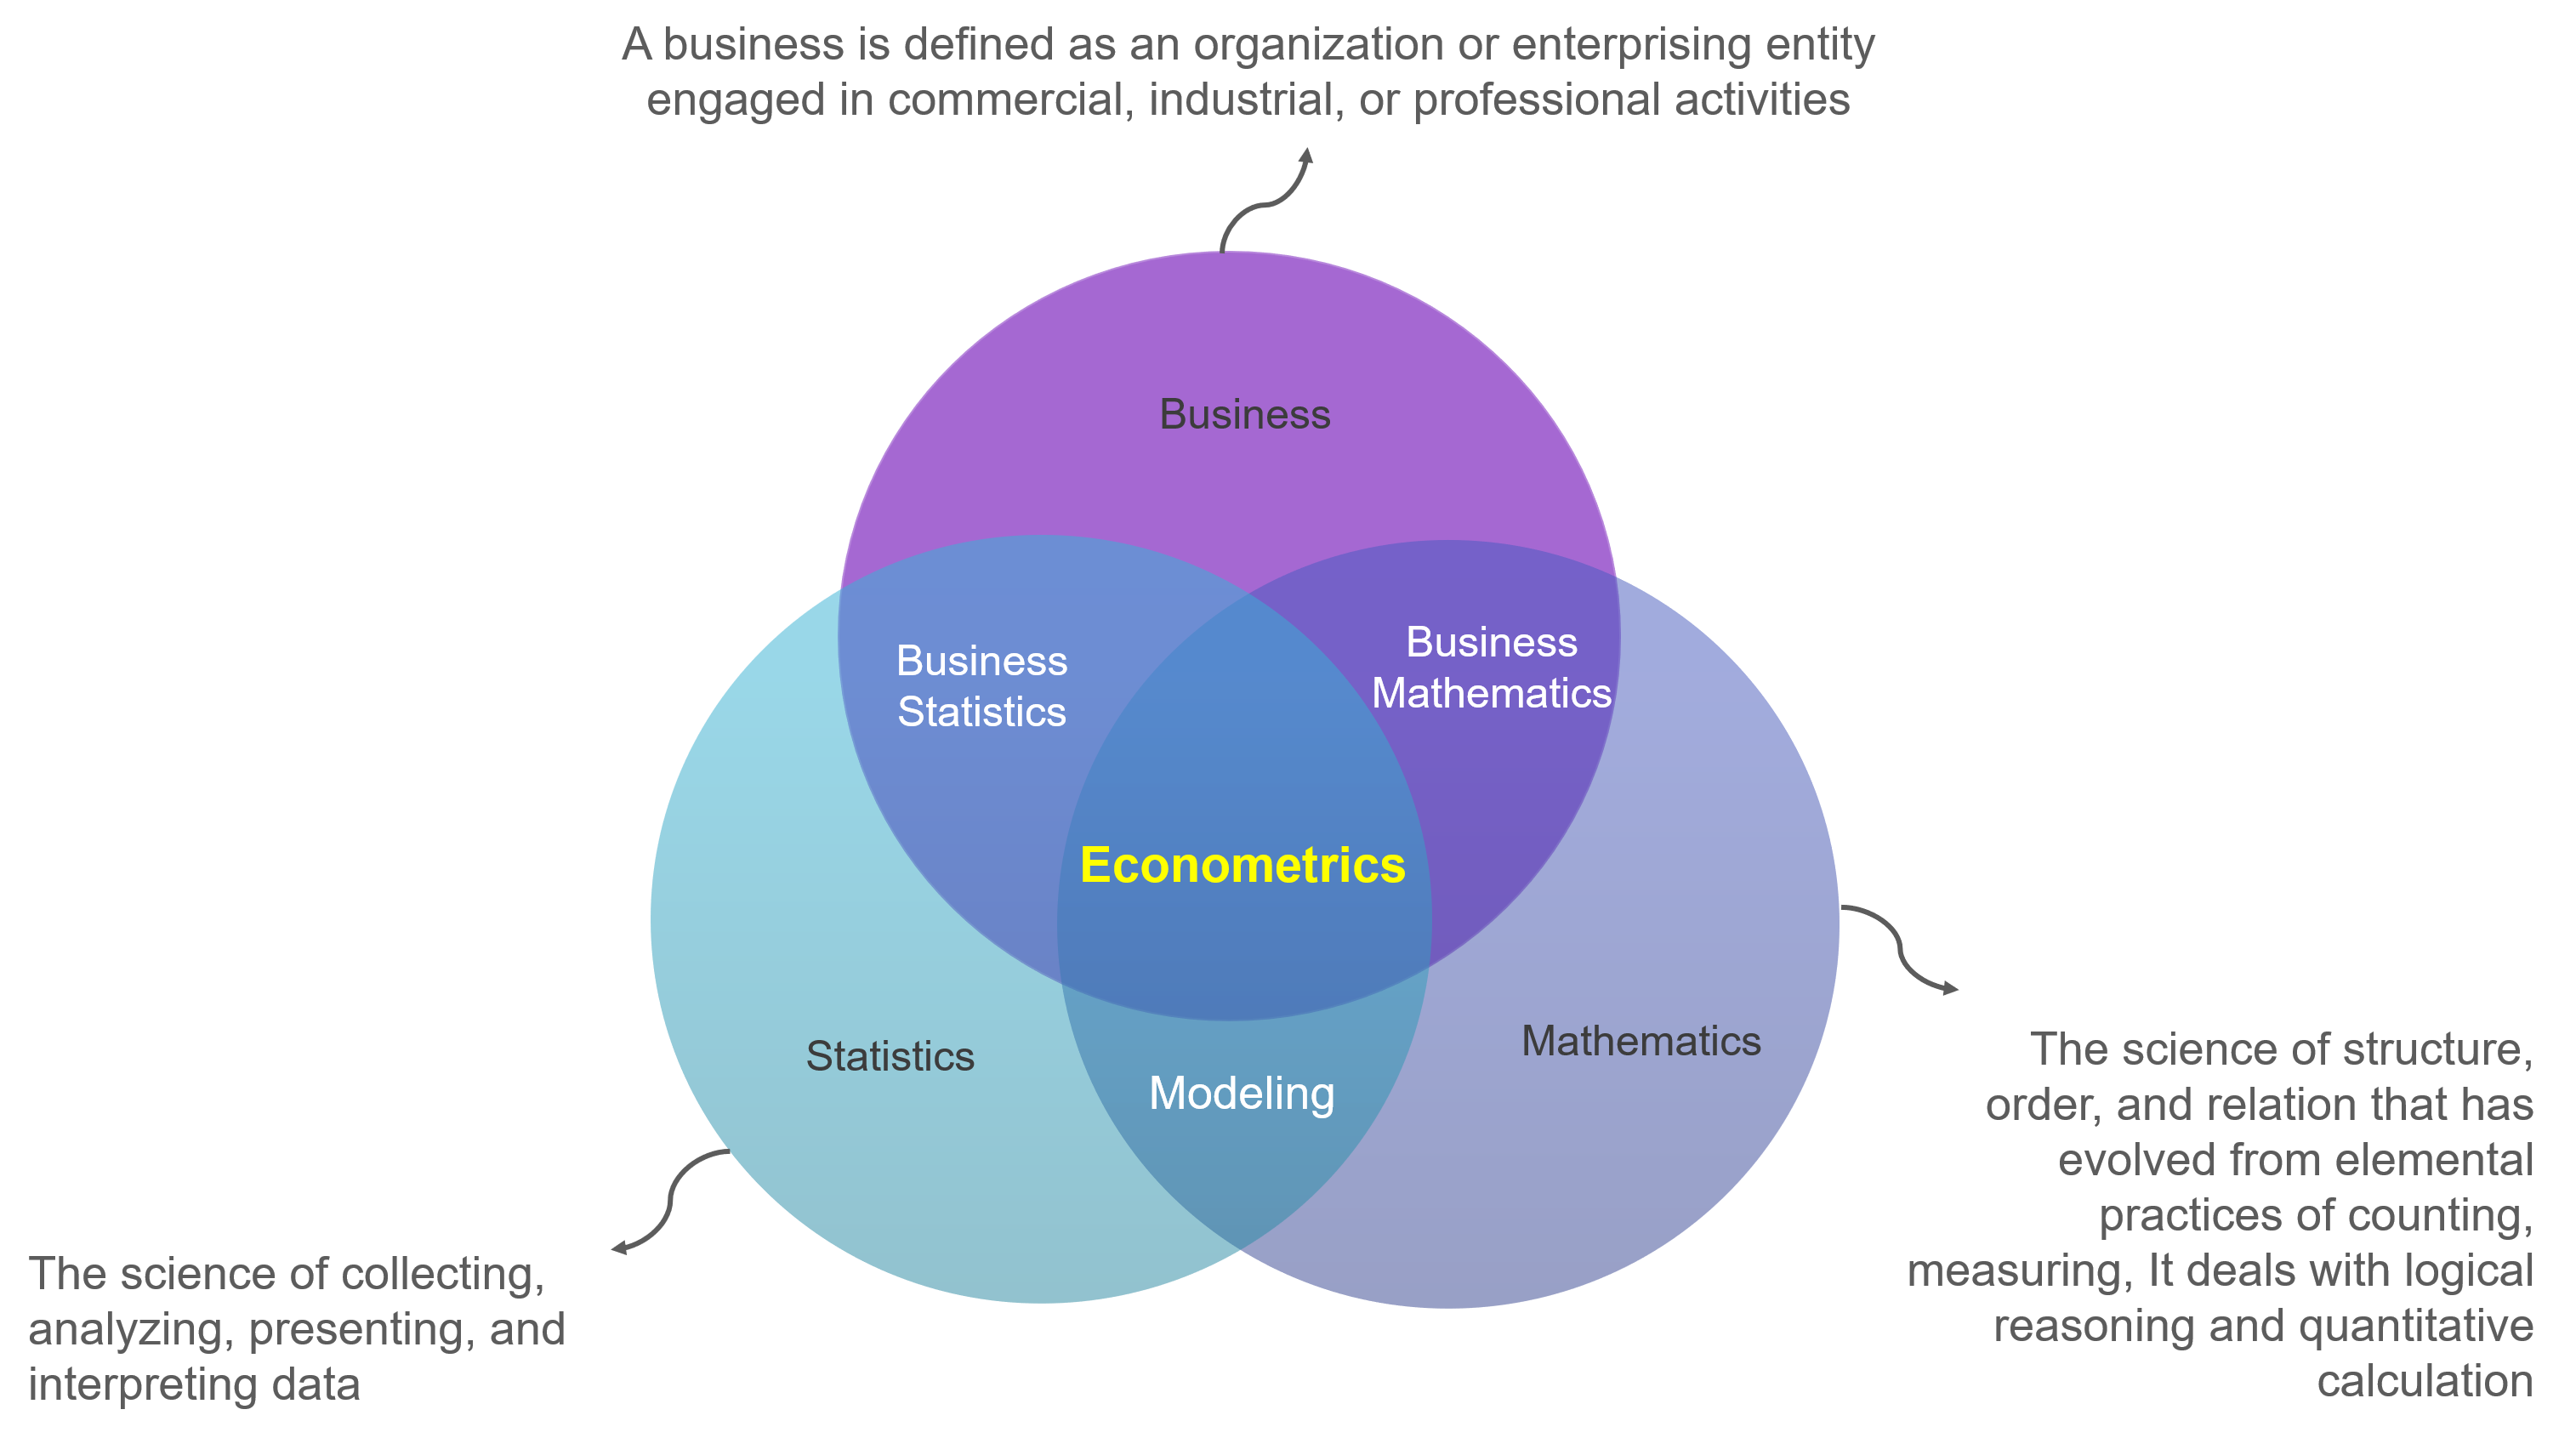 A business is defined as an organization or enterprising entity
engaged in commercial, industrial, or professional activities
Business
Business
Statistics
Business
Mathematics
Econometrics
Statistics
Modeling
Mathematics
The science of collecting,
analyzing, presenting, and
interpreting data
The science of structure,
order, and relation that has
evolved from elemental
practices of counting,
measuring, It deals with logical
reasoning and quantitative
calculation